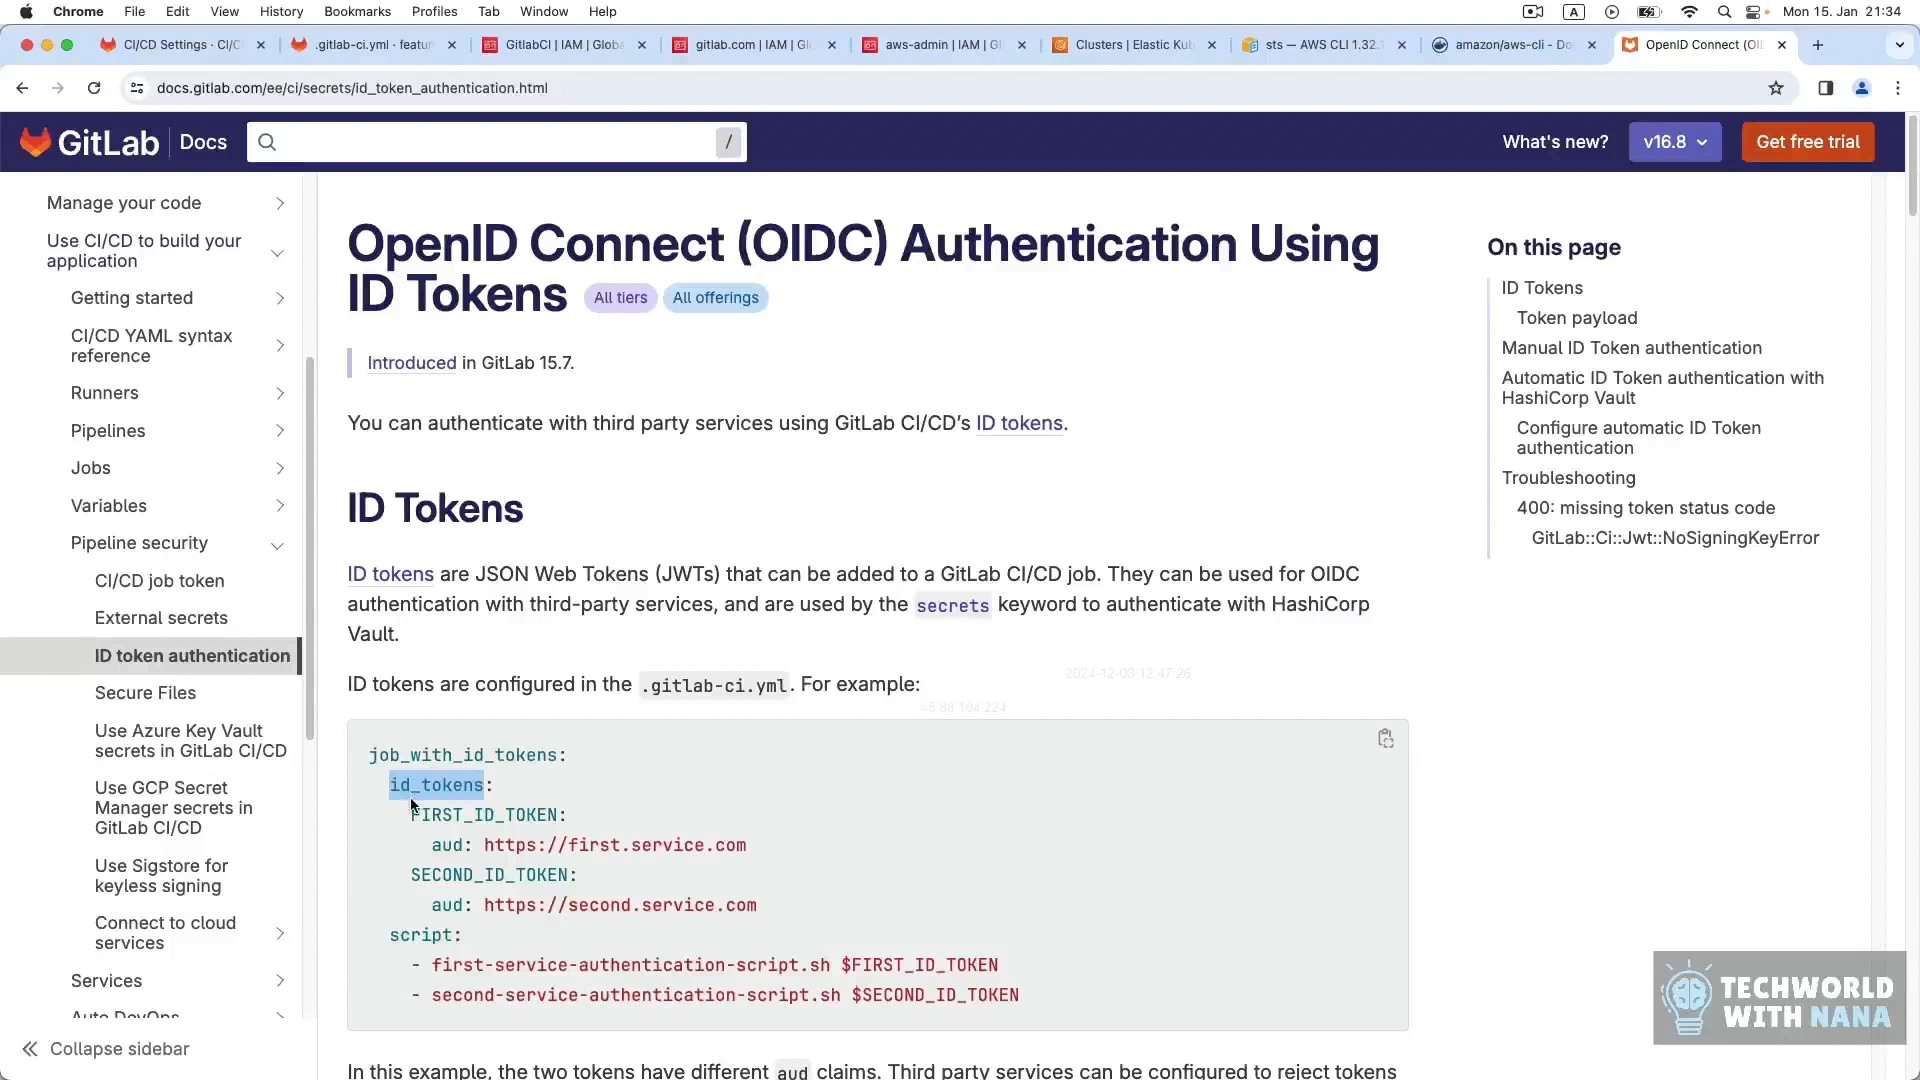 Chrome File Edit View History Bookmarks Profiles Tab Window Help A Mon 15. Jan 21:34
CI/CD Settings · CI/C .gitlab-ci.yml · featur GitlabCI | IAM | Globa gitlab.com | IAM | Gl aws-admin | IAM | Gl Clusters | Elastic Kub sts — AWS CLI 1.32. amazon/aws-cli - Do OpenID Connect (OI
docs.gitlab.com/ee/ci/secrets/id_token_authentication.html
GitLab Docs / What's new? v16.8 Get free trial
Manage your code
Use CI/CD to build your
application
Getting started
CI/CD YAML syntax
reference
Runners
Pipelines
Jobs
Variables
Pipeline security
CI/CD job token
External secrets
ID token authentication
Secure Files
Use Azure Key Vault
secrets in GitLab CI/CD
Use GCP Secret
Manager secrets in
GitLab CI/CD
Use Sigstore for
keyless signing
Connect to cloud
services
Services
Auto DevOps
Collapse sidebar
OpenID Connect (OIDC) Authentication Using
ID Tokens All tiers All offerings
Introduced in GitLab 15.7.
You can authenticate with third party services using GitLab CI/CD's ID tokens.
ID Tokens
ID tokens are JSON Web Tokens (JWTs) that can be added to a GitLab CI/CD job. They can be used for OIDC
authentication with third-party services, and are used by the secrets keyword to authenticate with HashiCorp
Vault.
2024-12-03 12:47:26
ID tokens are configured in the .gitlab-ci.yml. For example:
45 88 104 224
job_with_id_tokens:
id_tokens:
FIRST_ID_TOKEN:
aud: https://first.service.com
SECOND_ID_TOKEN:
aud: https://second.service.com
script:
- first-service-authentication-script.sh $FIRST_ID_TOKEN
- second-service-authentication-script.sh $SECOND_ID_TOKEN
In this example, the two tokens have different aud claims. Third party services can be configured to reject tokens
On this page
ID Tokens
Token payload
Manual ID Token authentication
Automatic ID Token authentication with
HashiCorp Vault
Configure automatic ID Token
authentication
Troubleshooting
400: missing token status code
GitLab::Ci::Jwt::NoSigningKeyError
TECHWORLD
WITH NANA